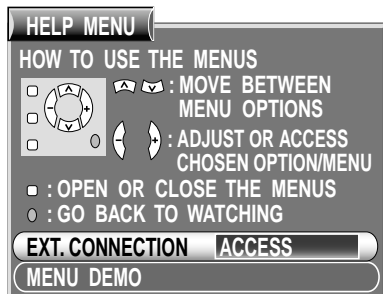 HELP MENU
HOW TO USE THE MENUS
: MOVE BETWEEN
MENU OPTIONS
: ADJUST OR ACCESS
CHOSEN OPTION/MENU
: OPEN OR CLOSE THE MENUS
: GO BACK TO WATCHING
EXT. CONNECTION ACCESS
MENU DEMO